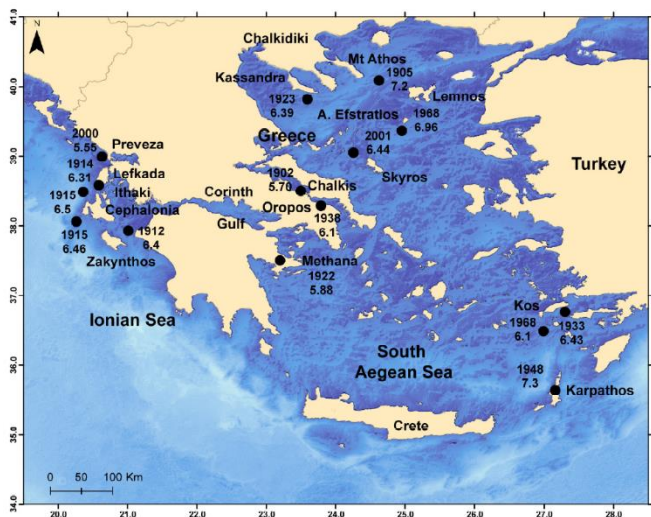 N
41.0
40.0
39.0
38.0
37.0
36.0
35.0
34.0
Chalkidiki
Mt Athos
1905
7.2
Kassandra
1923
6.39
Lemnos
A. Efstratios
1968
6.96
Greece
2001
6.44
Skyros
Turkey
2000
5.55
Preveza
1914
6.31
Lefkada
Ithaki
1915
6.5
Cephalonia
1915
6.46
1912
6.4
Zakynthos
Corinth
Gulf
1902
5.70
Chalkis
Oropos
1938
6.1
Methana
1922
5.88
Ionian Sea
Kos
1968
6.1
1933
6.43
South
Aegean Sea
1948
7.3
Karpathos
Crete
0 50 100 Km
20.0 21.0 22.0 23.0 24.0 25.0 26.0 27.0 28.0